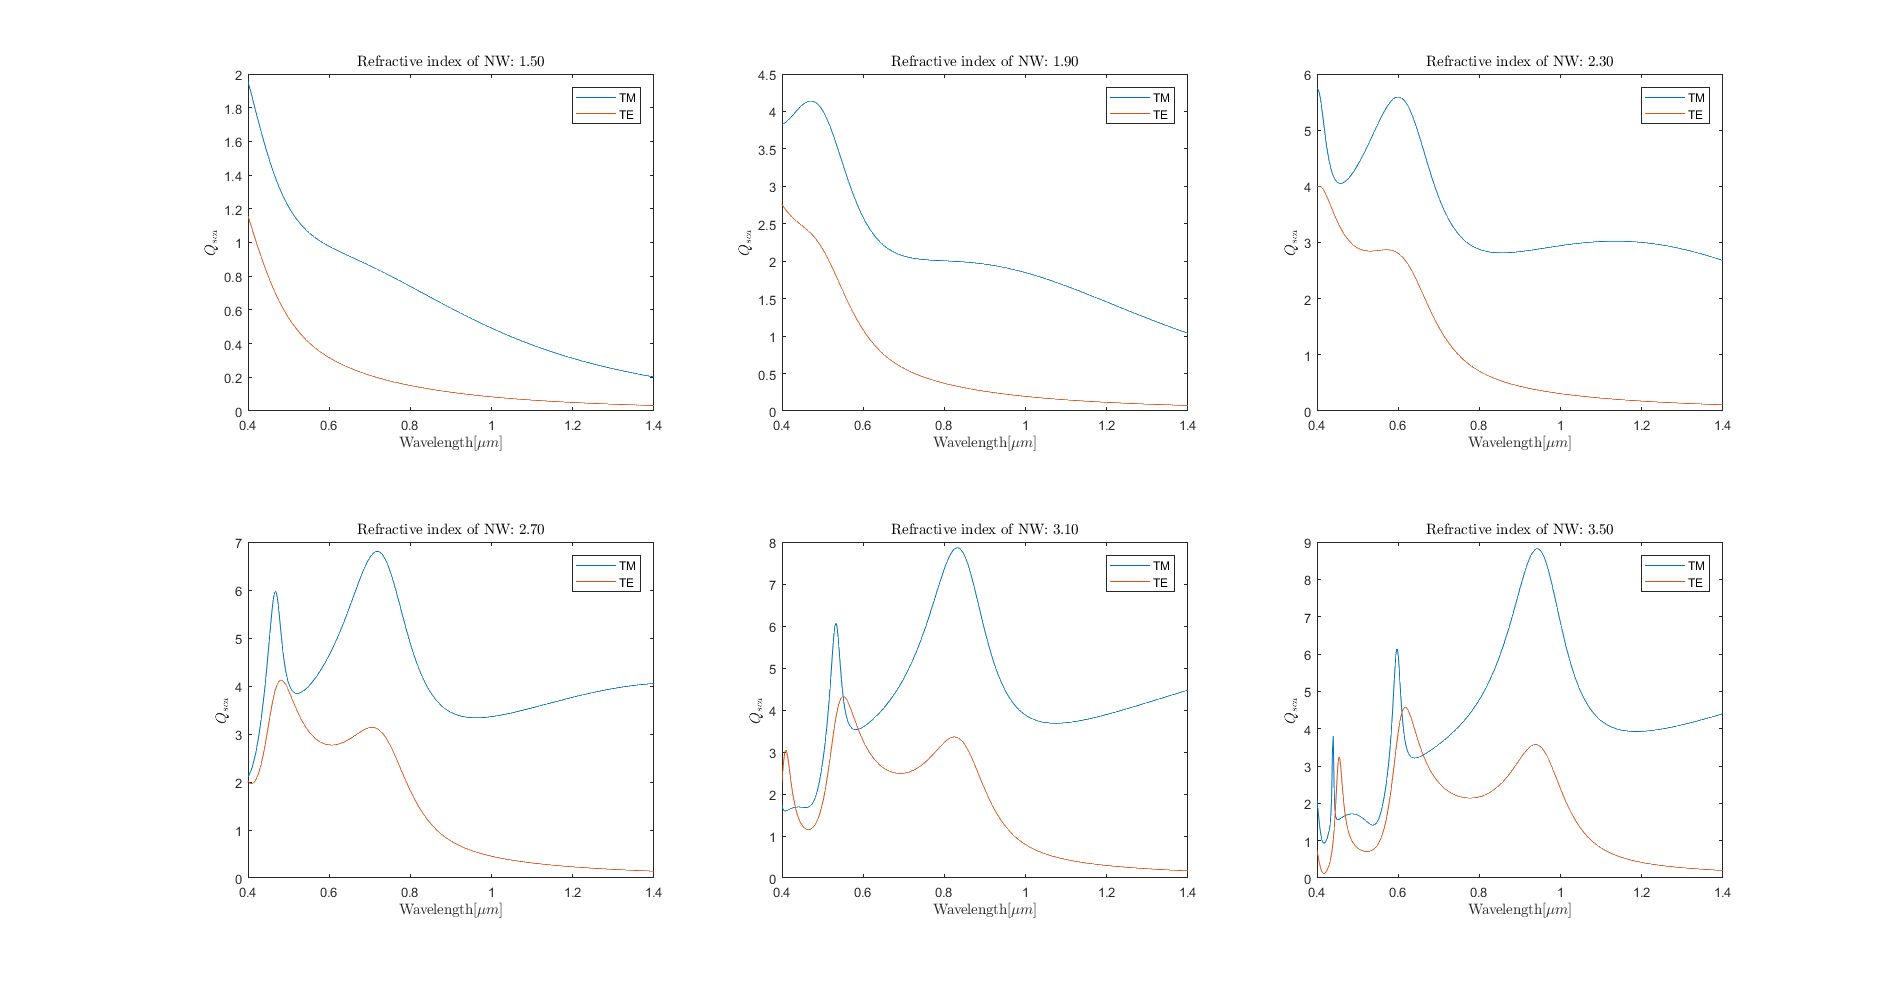 Refractive index of NW: 1.50
2
1.8
1.6
1.4
1.2
1
0.8
0.6
0.4
0.2
0
Q_sca
TM
TE
0.4 0.6 0.8 1 1.2 1.4
Wavelength[μm]
Refractive index of NW: 1.90
4.5
4
3.5
3
2.5
2
1.5
1
0.5
0
Q_sca
TM
TE
0.4 0.6 0.8 1 1.2 1.4
Wavelength[μm]
Refractive index of NW: 2.30
6
5
4
3
2
1
0
Q_sca
TM
TE
0.4 0.6 0.8 1 1.2 1.4
Wavelength[μm]
Refractive index of NW: 2.70
7
6
5
4
3
2
1
0
Q_sca
TM
TE
0.4 0.6 0.8 1 1.2 1.4
Wavelength[μm]
Refractive index of NW: 3.10
8
7
6
5
4
3
2
1
0
Q_sca
TM
TE
0.4 0.6 0.8 1 1.2 1.4
Wavelength[μm]
Refractive index of NW: 3.50
9
8
7
6
5
4
3
2
1
0
Q_sca
TM
TE
0.4 0.6 0.8 1 1.2 1.4
Wavelength[μm]